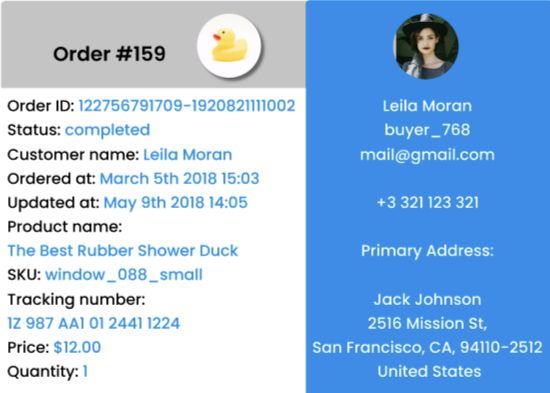 Order #159
Order ID: 122756791709-1920821111002
Status: completed
Customer name: Leila Moran
Ordered at: March 5th 2018 15:03
Updated at: May 9th 2018 14:05
Product name:
The Best Rubber Shower Duck
SKU: window_088_small
Tracking number:
1Z 987 AA1 01 2441 1224
Price: $12.00
Quantity: 1
Leila Moran
buyer_768
mail@gmail.com
+3 321 123 321
Primary Address:
Jack Johnson
2516 Mission St,
San Francisco, CA, 94110-2512
United States